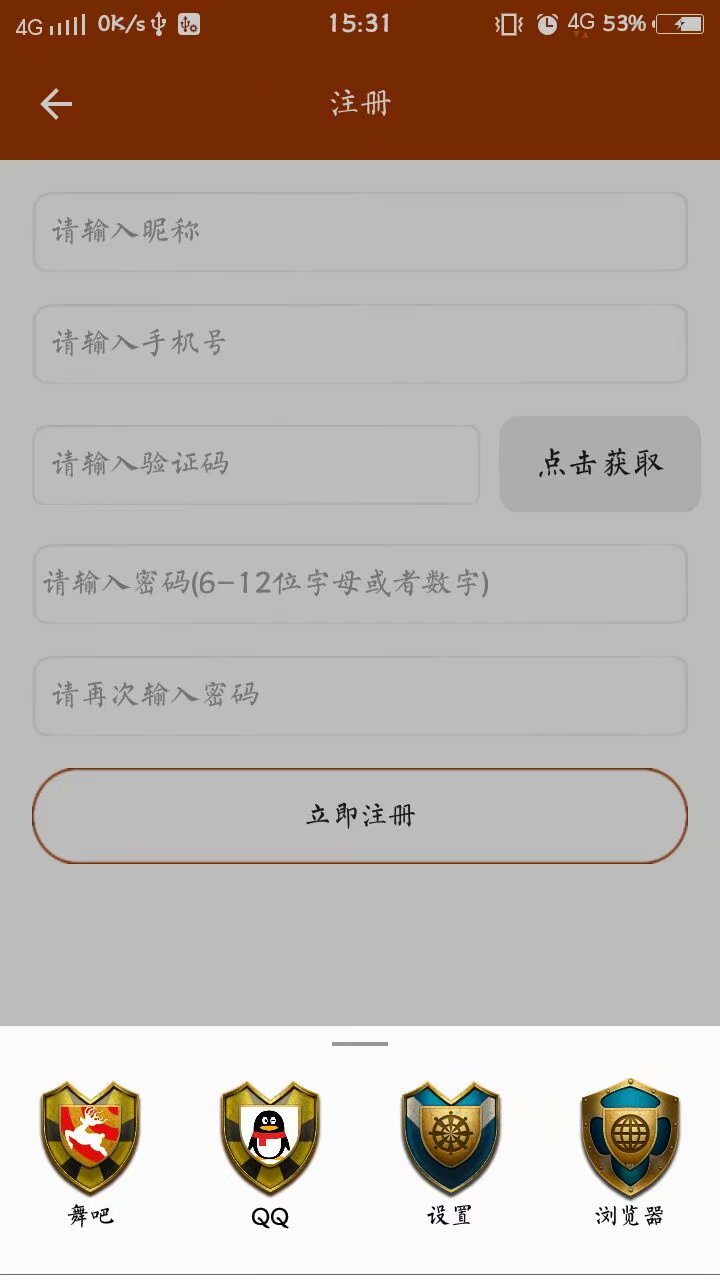 4G 0K/s 15:31 4G 53%
注册
请输入昵称
请输入手机号
请输入验证码 点击获取
请输入密码(6-12位字母或者数字)
请再次输入密码
立即注册
舞吧 QQ 设置 浏览器